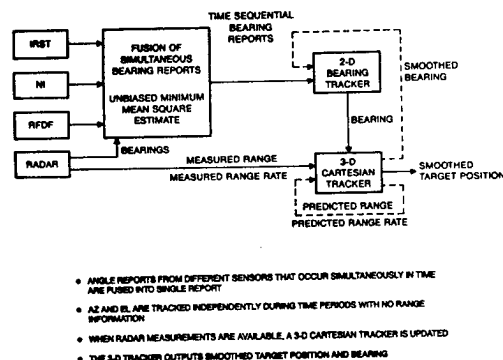 TIME SEQUENTIAL
BEARING
REPORTS
IRST
NI
RFDF
RADAR
FUSION OF
SIMULTANEOUS
BEARING REPORTS
UNBIASED MINIMUM
MEAN SQUARE
ESTIMATE
2-D
BEARING
TRACKER
SMOOTHED
BEARING
BEARING
BEARINGS
MEASURED RANGE
MEASURED RANGE RATE
3-D
CARTESIAN
TRACKER
SMOOTHED
TARGET POSITION
PREDICTED RANGE
PREDICTED RANGE RATE
• ANGLE REPORTS FROM DIFFERENT SENSORS THAT OCCUR SIMULTANEOUSLY IN TIME
ARE FUSED INTO SINGLE REPORT
• AZ AND EL ARE TRACKED INDEPENDENTLY DURING TIME PERIODS WITH NO RANGE
INFORMATION
• WHEN RADAR MEASUREMENTS ARE AVAILABLE, A 3-D CARTESIAN TRACKER IS UPDATED
• THE 3-D TRACKER OUTPUTS SMOOTHED TARGET POSITION AND BEARING